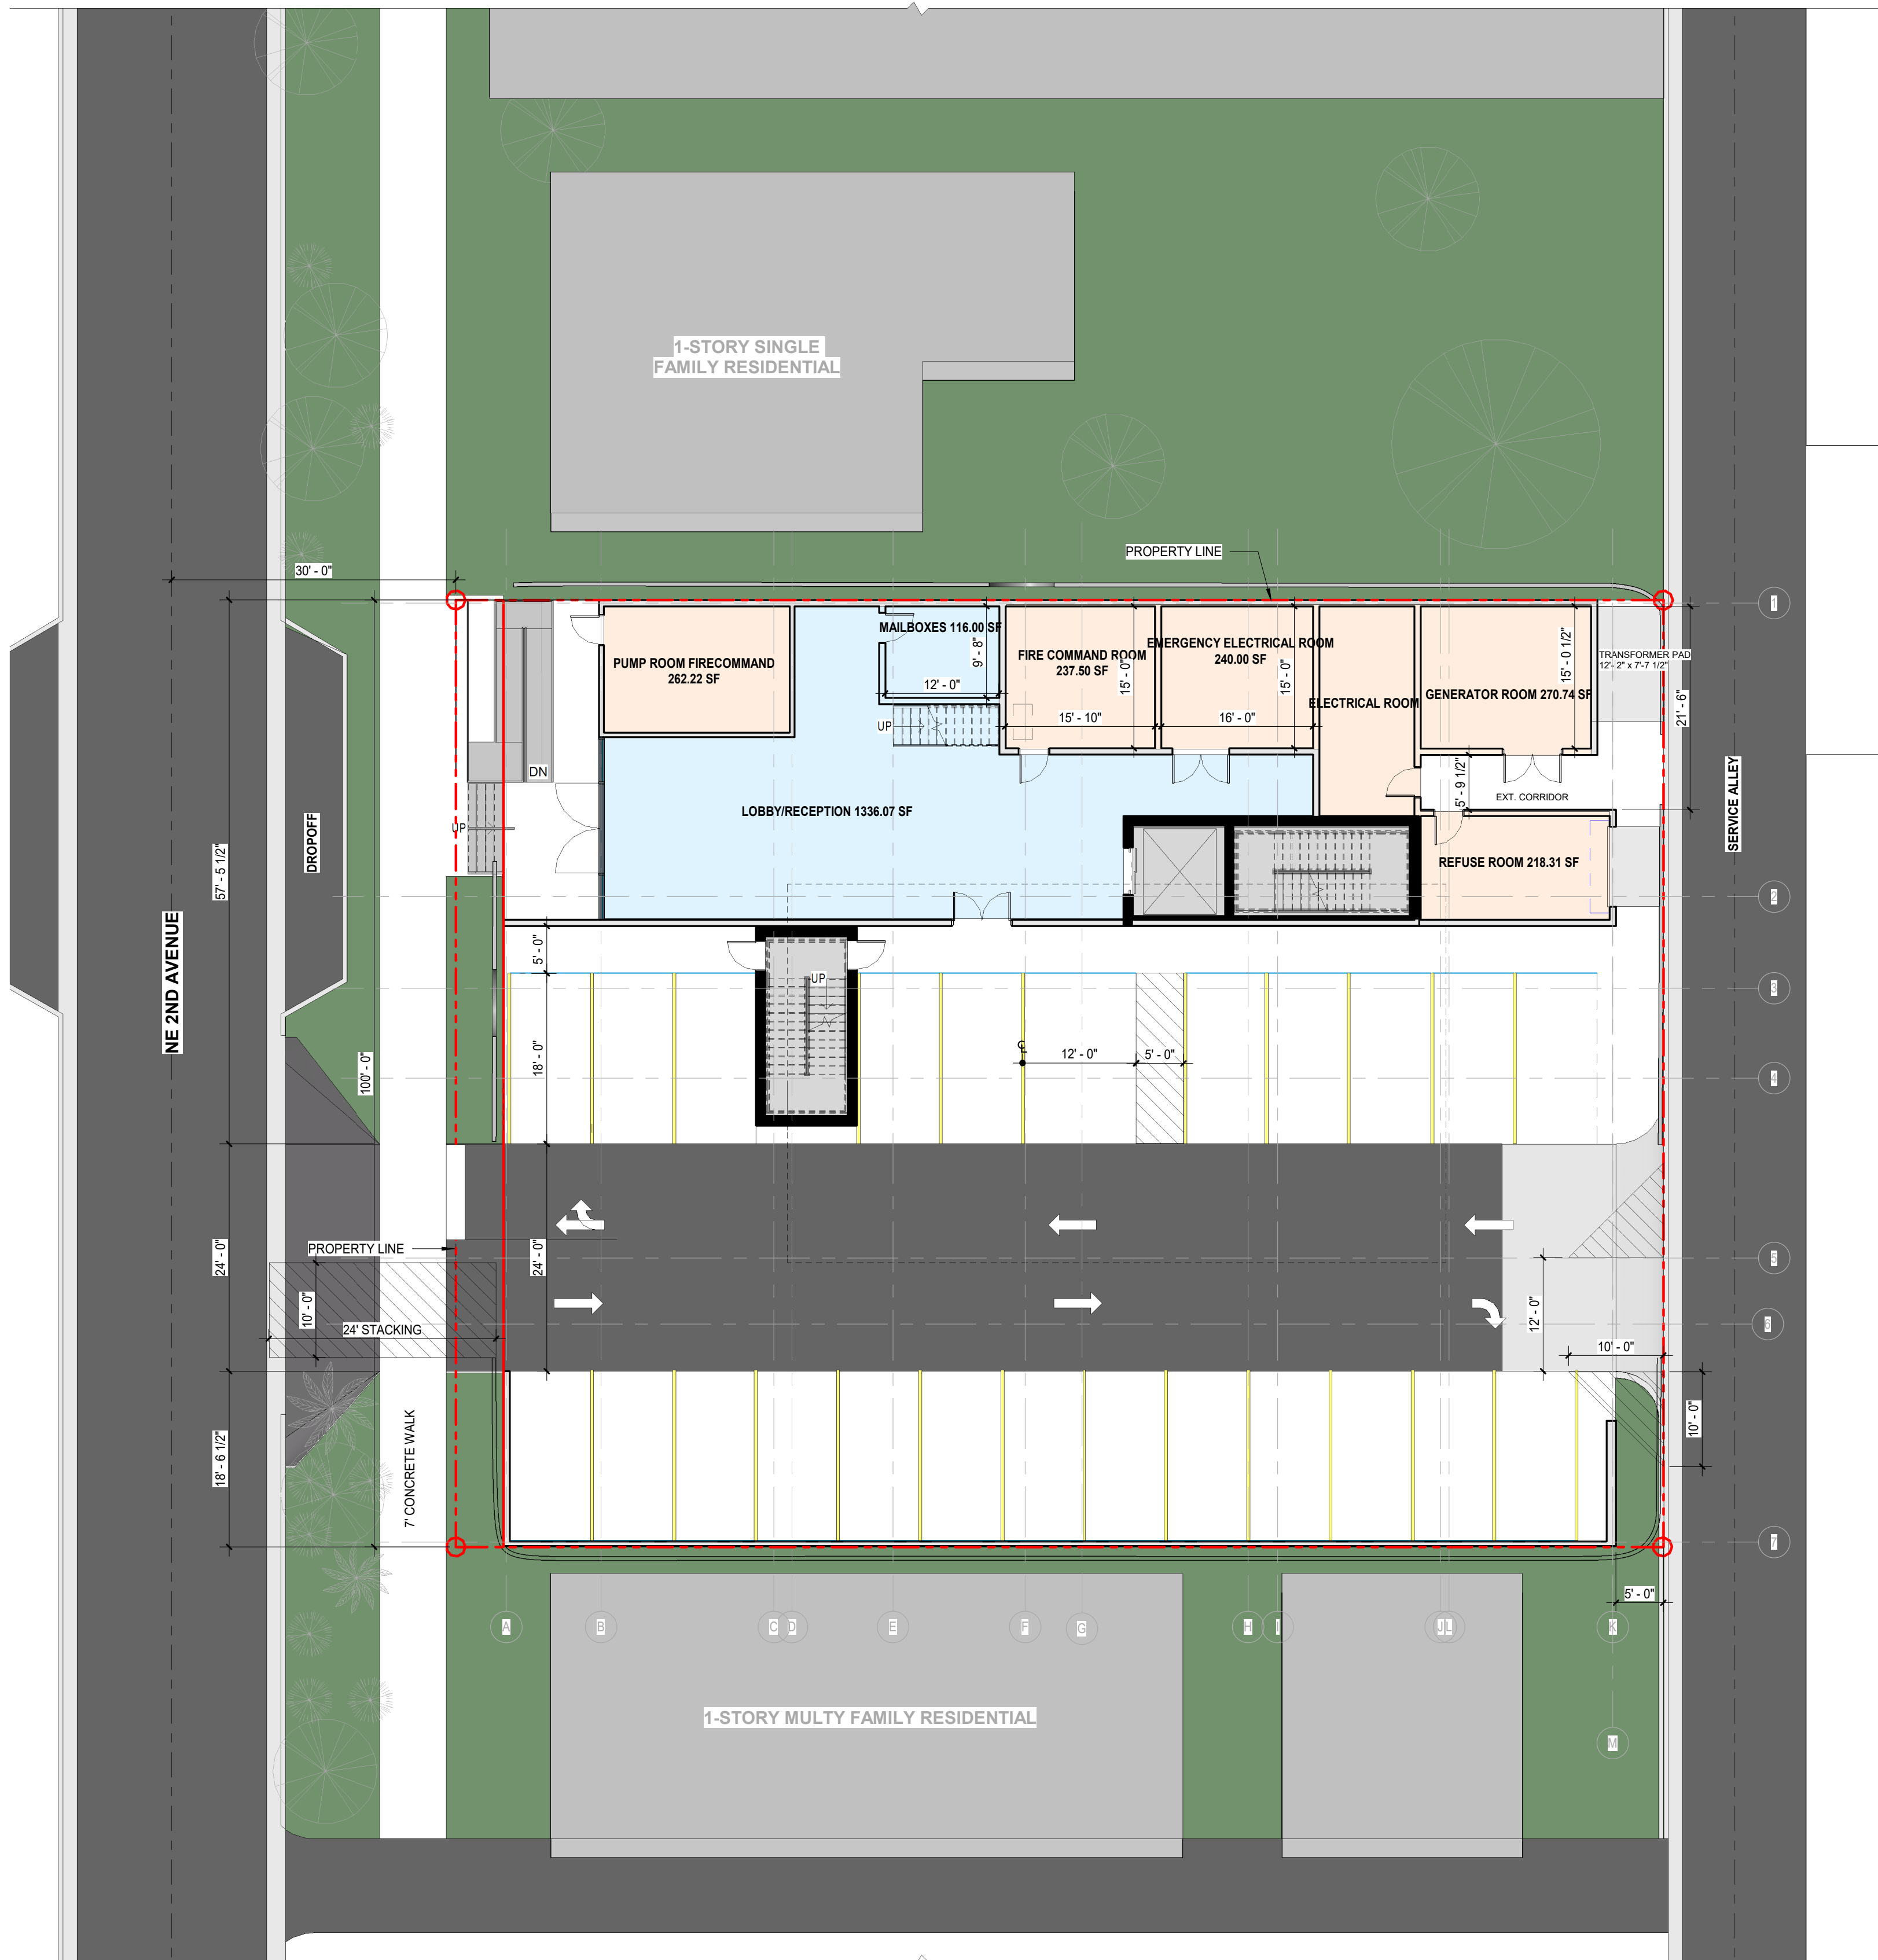 1-STORY SINGLE
FAMILY RESIDENTIAL
PROPERTY LINE
30' - 0"
1
MAILBOXES 116.00 SF
9' - 8"
12' - 0"
PUMP ROOM FIRECOMMAND
262.22 SF
FIRE COMMAND ROOM
237.50 SF
15' - 0"
15' - 10"
EMERGENCY ELECTRICAL ROOM
240.00 SF
15' - 0"
16' - 0"
ELECTRICAL ROOM
GENERATOR ROOM 270.74 SF
15' - 0 1/2"
TRANSFORMER PAD
12'- 2" x 7'-7 1/2"
21' - 6"
UP
DN
5' - 9 1/2"
EXT. CORRIDOR
LOBBY/RECEPTION 1336.07 SF
UP
DROPOFF
SERVICE ALLEY
REFUSE ROOM 218.31 SF
57' - 5 1/2"
2
NE 2ND AVENUE
5' - 0"
UP
3
18' - 0"
100' - 0"
CL
12' - 0"
5' - 0"
4
PROPERTY LINE
24' - 0"
24' - 0"
5
10' - 0"
24' STACKING
12' - 0"
6
10' - 0"
18' - 6 1/2"
7' CONCRETE WALK
10' - 0"
7
5' - 0"
A
B
C
D
E
F
G
H
I
J
L
K
1-STORY MULTY FAMILY RESIDENTIAL
M